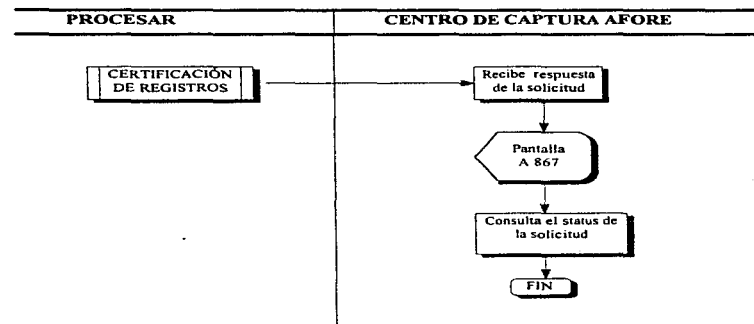 PROCESAR
CENTRO DE CAPTURA AFORE
CERTIFICACIÓN
DE REGISTROS
Recibe respuesta
de la solicitud
Pantalla
A 867
Consulta el status de
la solicitud
FIN